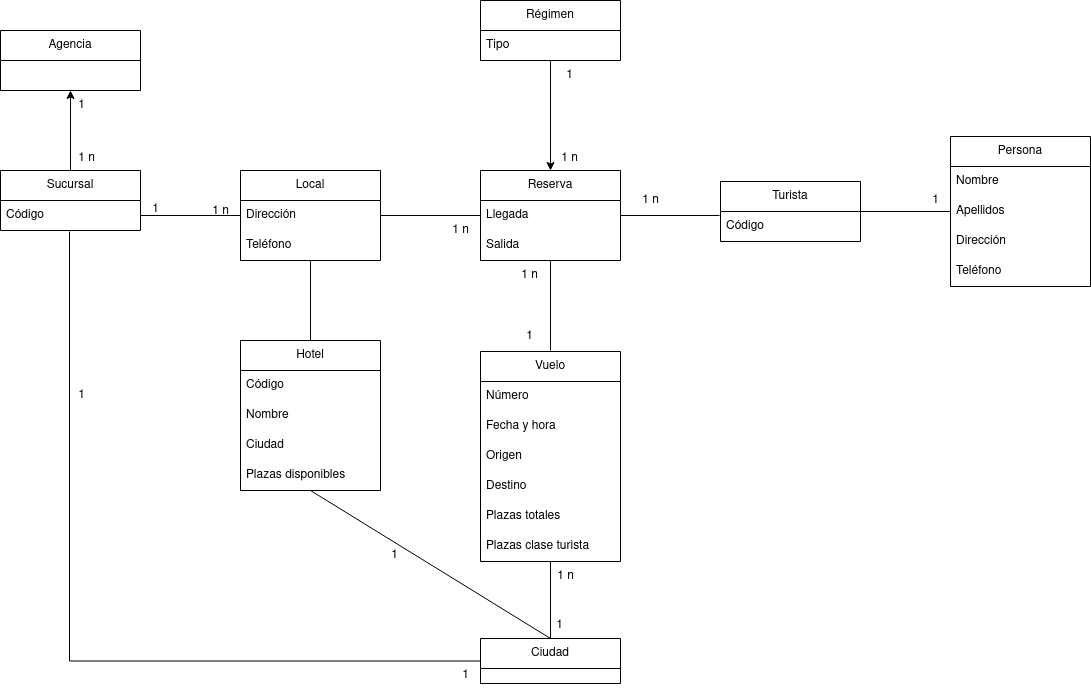 Régimen
Tipo
1
1 n
Agencia
1
1 n
Sucursal
Código
1
1 n
Local
Dirección
Teléfono
1 n
Reserva
Llegada
Salida
1 n
1 n
Turista
Código
1
Persona
Nombre
Apellidos
Dirección
Teléfono
Hotel
Código
Nombre
Ciudad
Plazas disponibles
1
Vuelo
Número
Fecha y hora
Origen
Destino
Plazas totales
Plazas clase turista
1
1
1 n
1
Ciudad
1